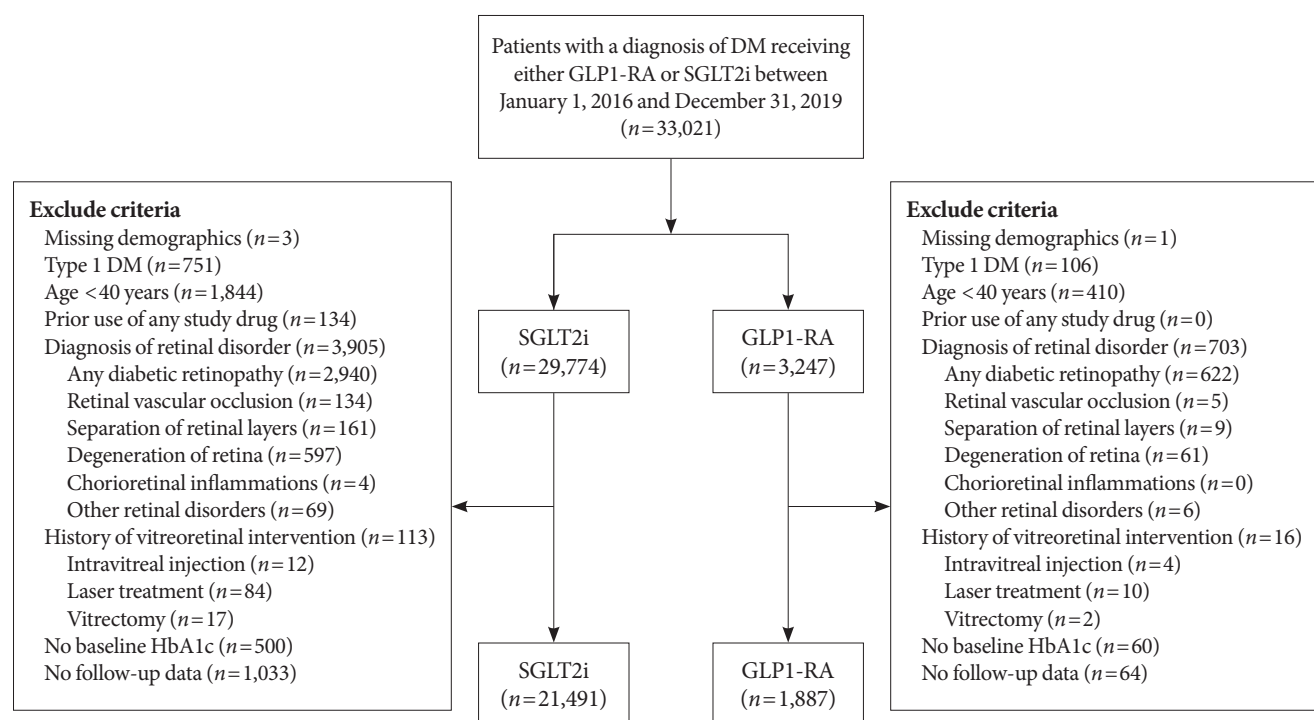 Patients with a diagnosis of DM receiving
either GLP1-RA or SGLT2i between
January 1, 2016 and December 31, 2019
(n=33,021)
Exclude criteria
Missing demographics (n=3)
Type 1 DM (n=751)
Age <40 years (n=1,844)
Prior use of any study drug (n=134)
Diagnosis of retinal disorder (n=3,905)
Any diabetic retinopathy (n=2,940)
Retinal vascular occlusion (n=134)
Separation of retinal layers (n=161)
Degeneration of retina (n=597)
Chorioretinal inflammations (n=4)
Other retinal disorders (n=69)
History of vitreoretinal intervention (n=113)
Intravitreal injection (n=12)
Laser treatment (n=84)
Vitrectomy (n=17)
No baseline HbA1c (n=500)
No follow-up data (n=1,033)
SGLT2i
(n=29,774)
GLP1-RA
(n=3,247)
Exclude criteria
Missing demographics (n=1)
Type 1 DM (n=106)
Age <40 years (n=410)
Prior use of any study drug (n=0)
Diagnosis of retinal disorder (n=703)
Any diabetic retinopathy (n=622)
Retinal vascular occlusion (n=5)
Separation of retinal layers (n=9)
Degeneration of retina (n=61)
Chorioretinal inflammations (n=0)
Other retinal disorders (n=6)
History of vitreoretinal intervention (n=16)
Intravitreal injection (n=4)
Laser treatment (n=10)
Vitrectomy (n=2)
No baseline HbA1c (n=60)
No follow-up data (n=64)
SGLT2i
(n=21,491)
GLP1-RA
(n=1,887)